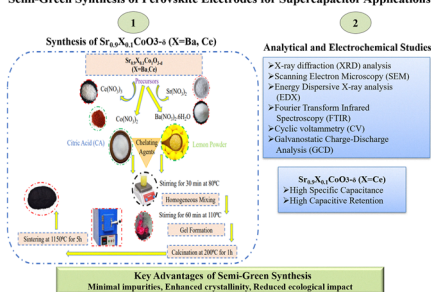 Semi-Green Synthesis of Perovskite Electrodes for Supercapacitor Applications
1
2
Synthesis of Sr0.9X0.1CoO3-δ (X=Ba, Ce)
Sr0.9X0.1Co1O3-δ
(X=Ba,Ce)
Precursors
Ce(NO3)3
Sr(NO3)2
Co(NO3)2
Ba(NO3)2.6H2O
Citric Acid (CA)
Chelating
Agents
Lemon Powder
Stirring for 30 min at 80ºC
Homogeneous Mixing
Stirring for 60 min at 110ºC
Gel Formation
Sintering at 1150ºC for 5h
Calcination at 200ºC for 1h
Analytical and Electrochemical Studies
➢X-ray diffraction (XRD) analysis
➢Scanning Electron Microscopy (SEM)
➢Energy Dispersive X-ray analysis
(EDX)
➢Fourier Transform Infrared
Spectroscopy (FTIR)
➢Cyclic voltammetry (CV)
➢Galvanostatic Charge-Discharge
Analysis (GCD)
Sr0.9X0.1CoO3-δ (X=Ce)
➢High Specific Capacitance
➢High Capacitive Retention
Key Advantages of Semi-Green Synthesis
Minimal impurities, Enhanced crystallinity, Reduced ecological impact